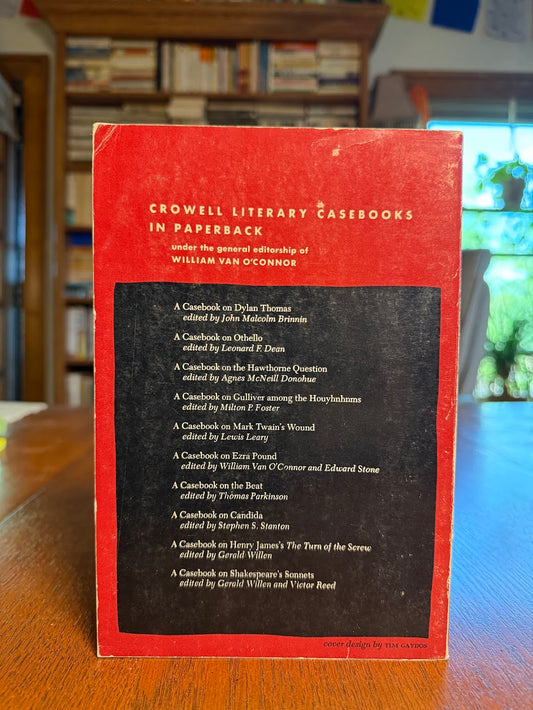 CROWELL LITERARY CASEBOOKS
IN PAPERBACK
under the general editorship of
WILLIAM VAN O'CONNOR
A Casebook on Dylan Thomas
edited by John Malcolm Brinnin
A Casebook on Othello
edited by Leonard F. Dean
A Casebook on the Hawthorne Question
edited by Agnes McNeill Donohue
A Casebook on Gulliver among the Houyhnhnms
edited by Milton P. Foster
A Casebook on Mark Twain's Wound
edited by Lewis Leary
A Casebook on Ezra Pound
edited by William Van O'Connor and Edward Stone
A Casebook on the Beat
edited by Thomas Parkinson
A Casebook on Candida
edited by Stephen S. Stanton
A Casebook on Henry James's The Turn of the Screw
edited by Gerald Willen
A Casebook on Shakespeare's Sonnets
edited by Gerald Willen and Victor Reed
cover design by TIM GAYDOS